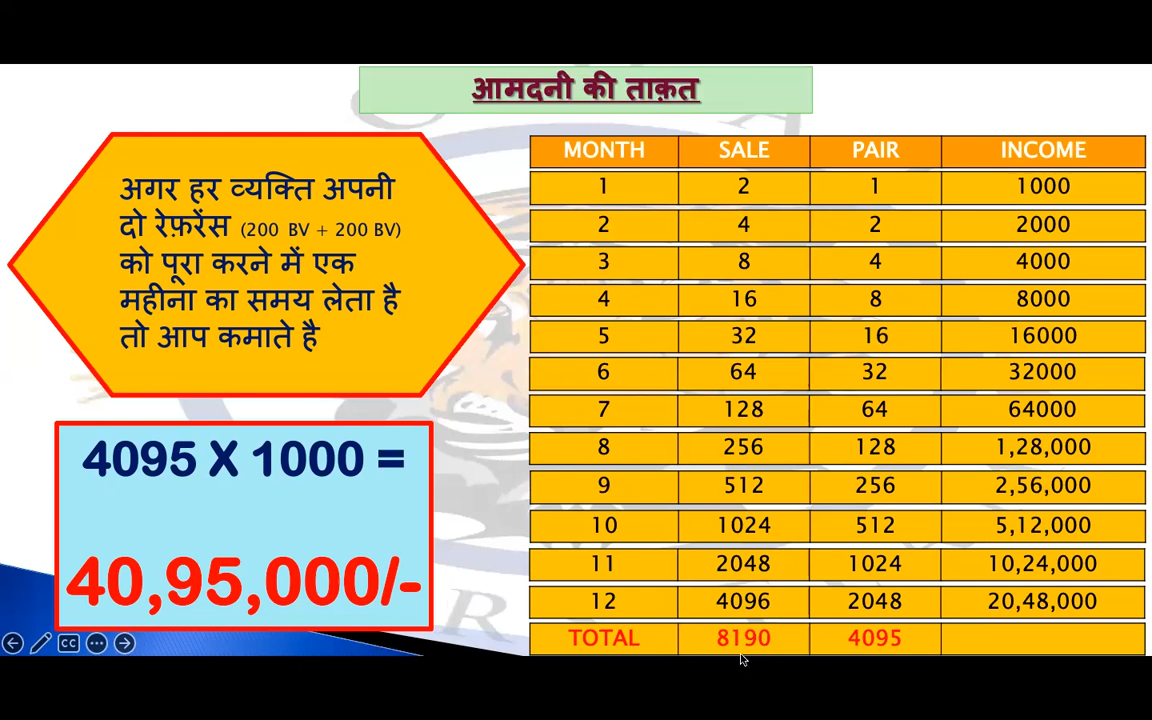 आमदनी की ताक़त
अगर हर व्यक्ति अपनी
दो रेफ़रेंस (200 BV + 200 BV)
को पूरा करने में एक
महीना का समय लेता है
तो आप कमाते है
4095 X 1000 =
40,95,000/-
MONTH SALE PAIR INCOME
1 2 1 1000
2 4 2 2000
3 8 4 4000
4 16 8 8000
5 32 16 16000
6 64 32 32000
7 128 64 64000
8 256 128 1,28,000
9 512 256 2,56,000
10 1024 512 5,12,000
11 2048 1024 10,24,000
12 4096 2048 20,48,000
TOTAL 8190 4095
CC